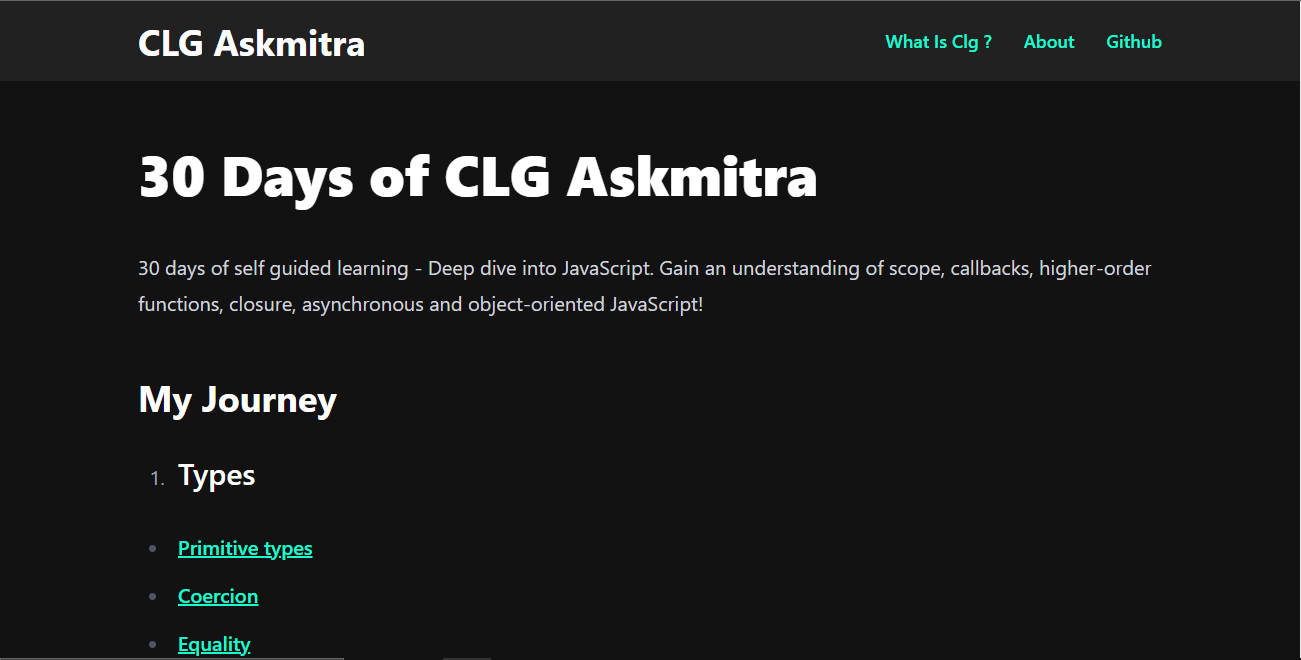 CLG Askmitra
What Is Clg ? About Github
30 Days of CLG Askmitra
30 days of self guided learning - Deep dive into JavaScript. Gain an understanding of scope, callbacks, higher-order
functions, closure, asynchronous and object-oriented JavaScript!
My Journey
1. Types
• Primitive types
• Coercion
• Equality